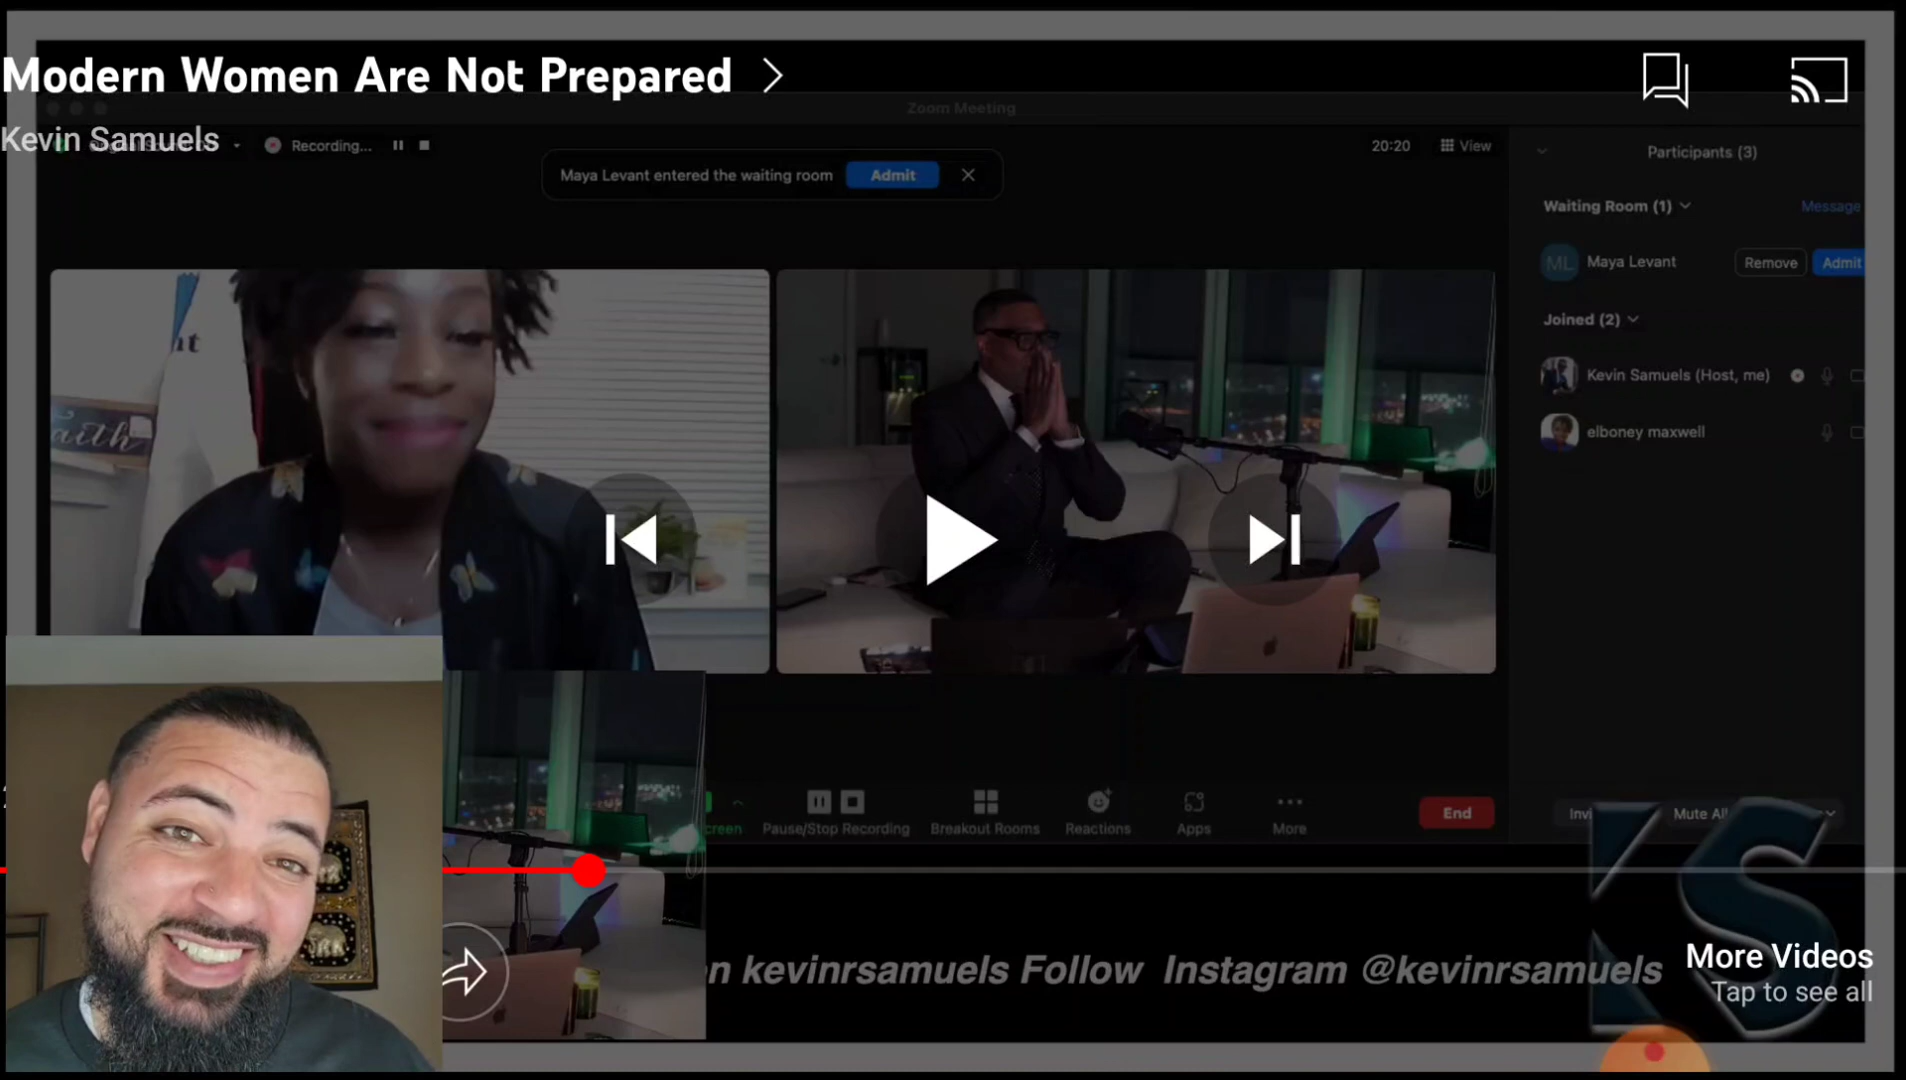 Modern Women Are Not Prepared
Kevin Samuels
Zoom Meeting
Recording...
20:20
View
Participants (3)
Maya Levant entered the waiting room
Admit
Waiting Room (1)
Message
ML
Maya Levant
Remove
Admit
Joined (2)
Kevin Samuels (Host, me)
elboney maxwell
faith
Pause/Stop Recording
Breakout Rooms
Reactions
Apps
More
End
Mute All
n kevinrsamuels Follow Instagram @kevinrsamuels
KS
More Videos
Tap to see all